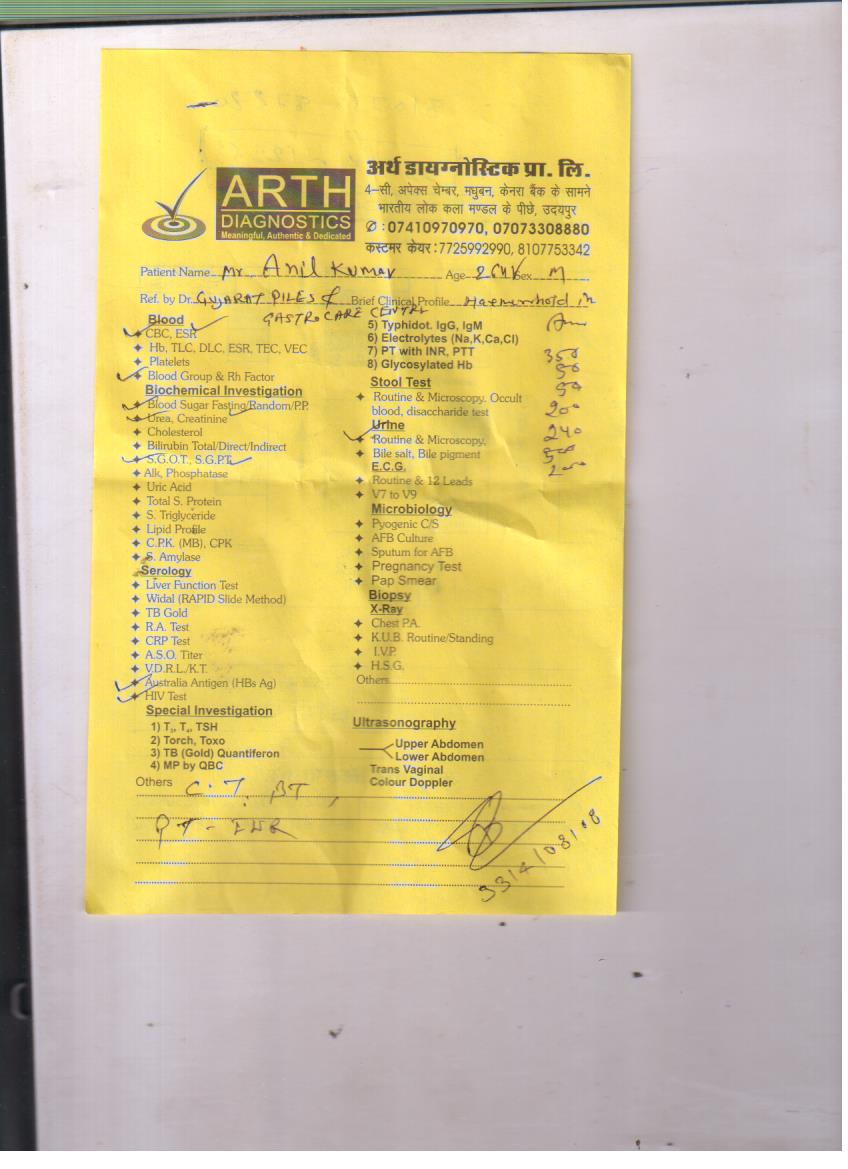 अर्थ डायग्नोस्टिक प्रा. लि.
ARTH
DIAGNOSTICS
Meaningful, Authentic & Dedicated
4-सी, अपेक्स चेम्बर, मधुबन, केनरा बैंक के सामने
भारतीय लोक कला मण्डल के पीछे, उदयपुर
✆ : 07410970970, 07073308880
कस्टमर केयर : 7725992990, 8107753342
Patient Name Mr. Anil Kumar Age Sex M
Ref. by Dr. GUJARAT PILES & Brief Clinical Profile Haemorrhoid in
GASTROCARE CENTRE
Blood
CBC, ESR
Hb, TLC, DLC, ESR, TEC, VEC
Platelets
Blood Group & Rh Factor
Biochemical Investigation
Blood Sugar Fasting/Random/P.P.
Urea, Creatinine
Cholesterol
Bilirubin Total/Direct/Indirect
S.G.O.T., S.G.P.T.
Alk, Phosphatase
Uric Acid
Total S. Protein
S. Triglyceride
Lipid Profile
C.P.K. (MB), CPK
S. Amylase
Serology
Liver Function Test
Widal (RAPID Slide Method)
TB Gold
R.A. Test
CRP Test
A.S.O. Titer
V.D.R.L./K.T.
Australia Antigen (HBs Ag)
HIV Test
Special Investigation
1) T3, T4, TSH
2) Torch, Toxo
3) TB (Gold) Quantiferon
4) MP by QBC
5) Typhidot. IgG, IgM
6) Electrolytes (Na,K,Ca,Cl)
7) PT with INR, PTT
8) Glycosylated Hb
350
50
50
200
240
500
200
Stool Test
Routine & Microscopy. Occult
blood, disaccharide test
Urine
Routine & Microscopy.
Bile salt, Bile pigment
E.C.G.
Routine & 12 Leads
V7 to V9
Microbiology
Pyogenic C/S
AFB Culture
Sputum for AFB
Pregnancy Test
Pap Smear
Biopsy
X-Ray
Chest P.A.
K.U.B. Routine/Standing
I.V.P.
H.S.G.
Others
Ultrasonography
Upper Abdomen
Lower Abdomen
Trans Vaginal
Colour Doppler
Others C.T, BT,
PT - INR